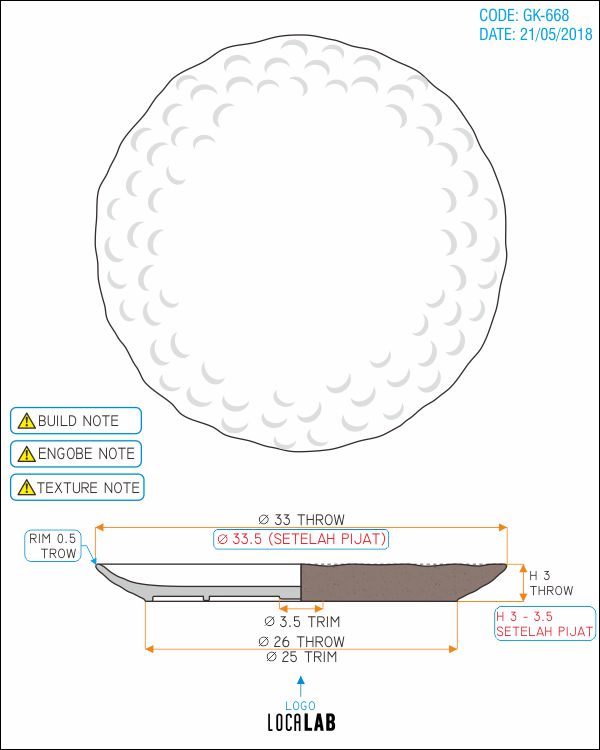 CODE: GK-668
DATE: 21/05/2018
BUILD NOTE
ENGOBE NOTE
TEXTURE NOTE
Ø 33 THROW
Ø 33.5 (SETELAH PIJAT)
RIM 0.5
TROW
H 3
THROW
H 3 - 3.5
SETELAH PIJAT
Ø 3.5 TRIM
Ø 26 THROW
Ø 25 TRIM
LOGO
LOCALAB